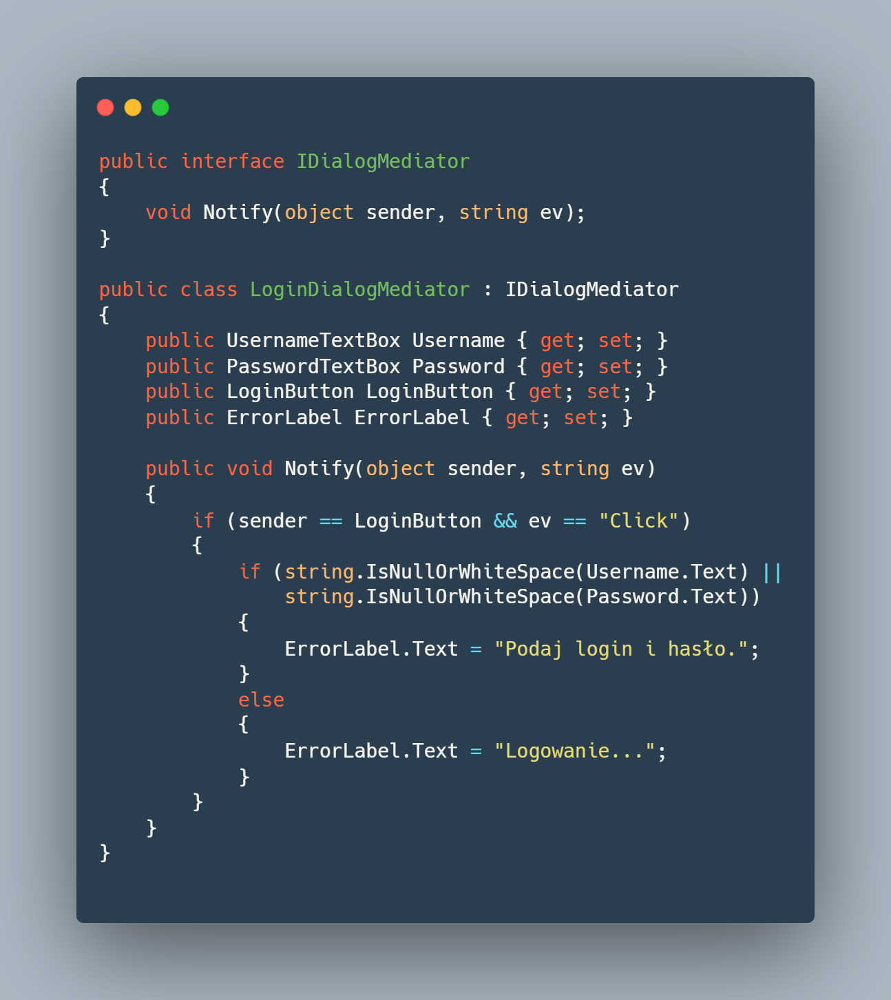 public interface IDialogMediator
{
    void Notify(object sender, string ev);
}

public class LoginDialogMediator : IDialogMediator
{
    public UsernameTextBox Username { get; set; }
    public PasswordTextBox Password { get; set; }
    public LoginButton LoginButton { get; set; }
    public ErrorLabel ErrorLabel { get; set; }

    public void Notify(object sender, string ev)
    {
        if (sender == LoginButton && ev == "Click")
        {
            if (string.IsNullOrWhiteSpace(Username.Text) ||
                string.IsNullOrWhiteSpace(Password.Text))
            {
                ErrorLabel.Text = "Podaj login i hasło.";
            }
            else
            {
                ErrorLabel.Text = "Logowanie...";
            }
        }
    }
}